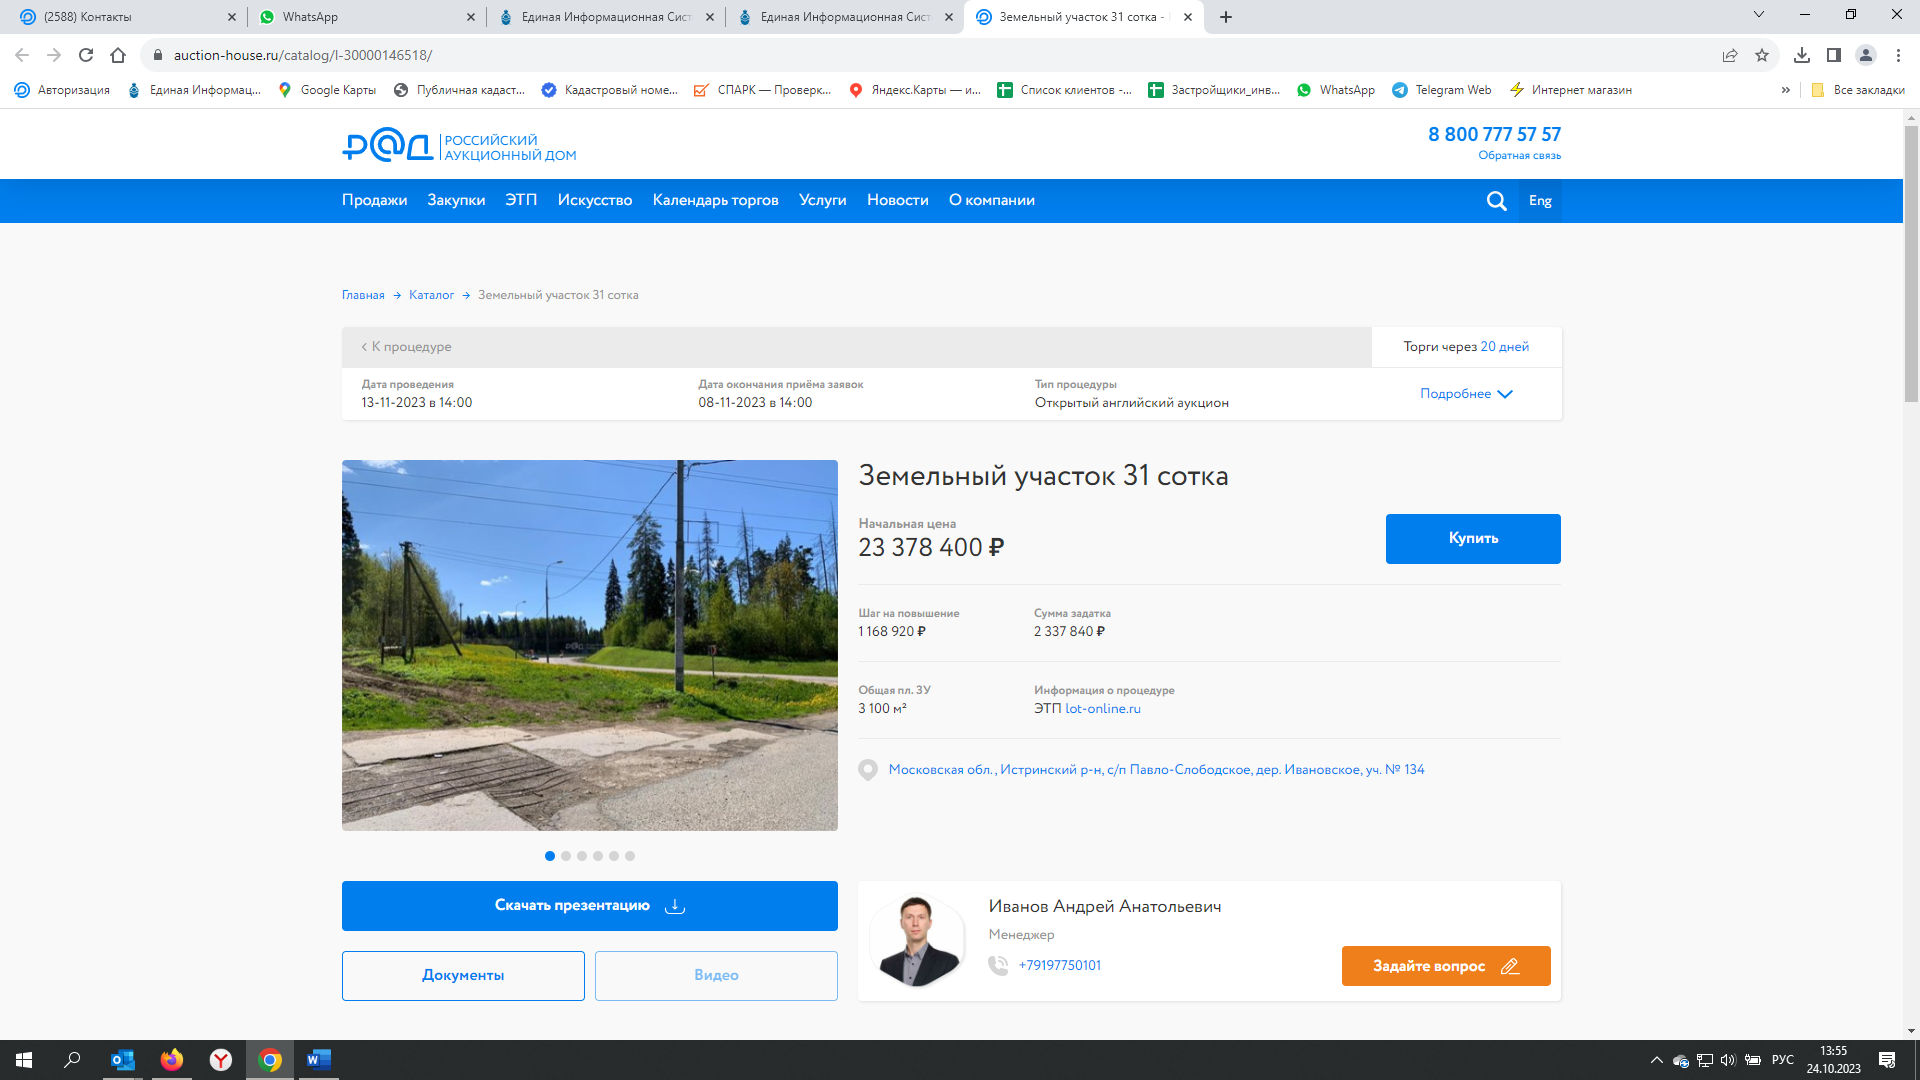 (2588) Контакты
WhatsApp
Единая Информационная Сист
Единая Информационная Сист
Земельный участок 31 сотка -
auction-house.ru/catalog/l-30000146518/
Авторизация
Единая Информац...
Google Карты
Публичная кадаст...
Кадастровый номе...
СПАРК — Проверк...
Яндекс.Карты — и...
Список клиентов -...
Застройщики_инв...
WhatsApp
Telegram Web
Интернет магазин
»
Все закладки
РАД РОССИЙСКИЙ
АУКЦИОННЫЙ ДОМ
8 800 777 57 57
Обратная связь
Продажи Закупки ЭТП Искусство Календарь торгов Услуги Новости О компании
Eng
Главная → Каталог → Земельный участок 31 сотка
К процедуре
Торги через 20 дней
Дата проведения
13-11-2023 в 14:00
Дата окончания приёма заявок
08-11-2023 в 14:00
Тип процедуры
Открытый английский аукцион
Подробнее
Земельный участок 31 сотка
Начальная цена
23 378 400 ₽
Купить
Шаг на повышение
1 168 920 ₽
Сумма задатка
2 337 840 ₽
Общая пл. ЗУ
3 100 м²
Информация о процедуре
ЭТП lot-online.ru
Московская обл., Истринский р-н, с/п Павло-Слободское, дер. Ивановское, уч. № 134
Скачать презентацию
Документы
Видео
Иванов Андрей Анатольевич
Менеджер
+79197750101
Задайте вопрос
РУС
13:55
24.10.2023